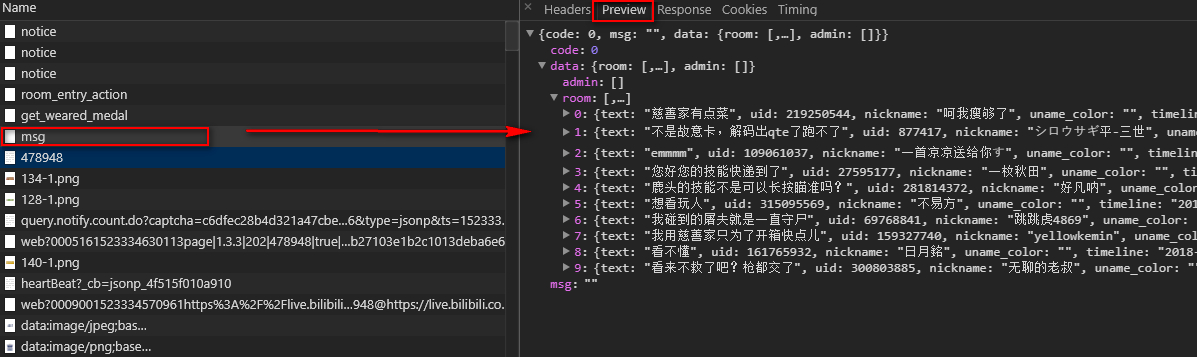 Name
notice
notice
notice
room_entry_action
get_weared_medal
msg
478948
134-1.png
128-1.png
query.notify.count.do?captcha=c6dfec28b4d321a47cbe...6&type=jsonp&ts=152333.
web?0005161523334630113page|1.3.3|202|478948|true|...b27103e1b2c1013deba6e6
140-1.png
heartBeat?_cb=jsonp_4f515f010a910
web?0009001523334570961https%3A%2F%2Flive.bilibili...948@https://live.bilibili.co..
data:image/jpeg;bas...
data:image/png;base...
× Headers Preview Response Cookies Timing
▼{code: 0, msg: "", data: {room: [,…], admin: []}}
code: 0
▼data: {room: [,…], admin: []}
admin: []
▼room: [,…]
▶0: {text: "慈善家有点菜", uid: 219250544, nickname: "呵我瘦够了", uname_color: "", timeline
▶1: {text: "不是故意卡，解码出qte了跑不了", uid: 877417, nickname: "シロウサギ平-三世", uname_color:
▶2: {text: "emmmm", uid: 109061037, nickname: "一首凉凉送给你す", uname_color: "", timelin
▶3: {text: "您好您的技能快递到了", uid: 27595177, nickname: "一枚秋田", uname_color: "",
▶4: {text: "鹿头的技能不是可以长按瞄准吗?", uid: 281814372, nickname: "好凡呐", uname_color:
▶5: {text: "想看玩人", uid: 315095569, nickname: "不易方", uname_color: "", timeline: "201
▶6: {text: "我碰到的屠夫就是一直守尸", uid: 69768841, nickname: "跳跳虎4869", uname_color:
▶7: {text: "我用慈善家只为了开箱快点儿", uid: 159327740, nickname: "yellowkemin", uname_color:
▶8: {text: "看不懂", uid: 161765932, nickname: "日月銘", uname_color: "", timeline: "2018-
▶9: {text: "看来不救了吧? 枪都交了", uid: 300803885, nickname: "无聊的老叔", uname_color: ""
msg: ""